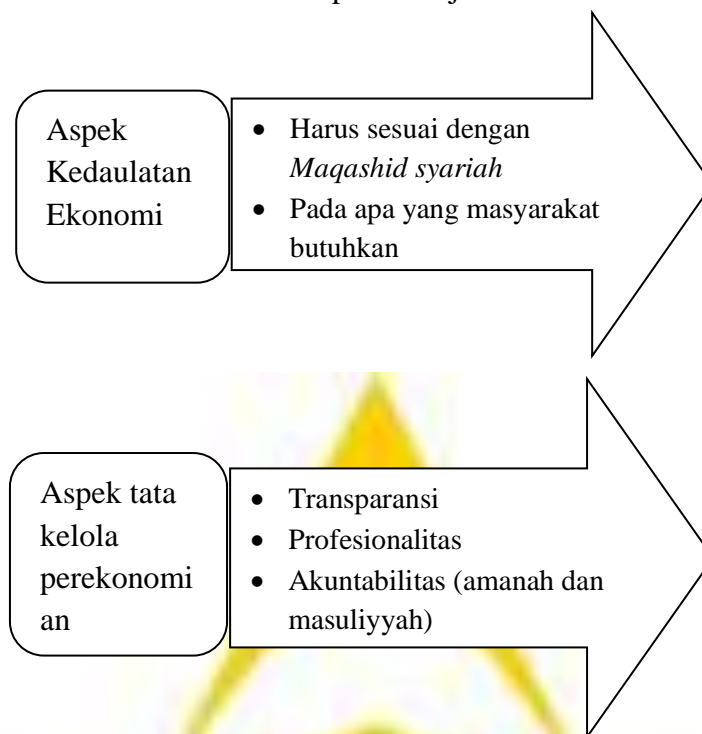 Aspek
Kedaulatan
Ekonomi
• Harus sesuai dengan
Maqashid syariah
• Pada apa yang masyarakat
butuhkan
Aspek tata
kelola
perekonomi
an
• Transparansi
• Profesionalitas
• Akuntabilitas (amanah dan
masuliyyah)